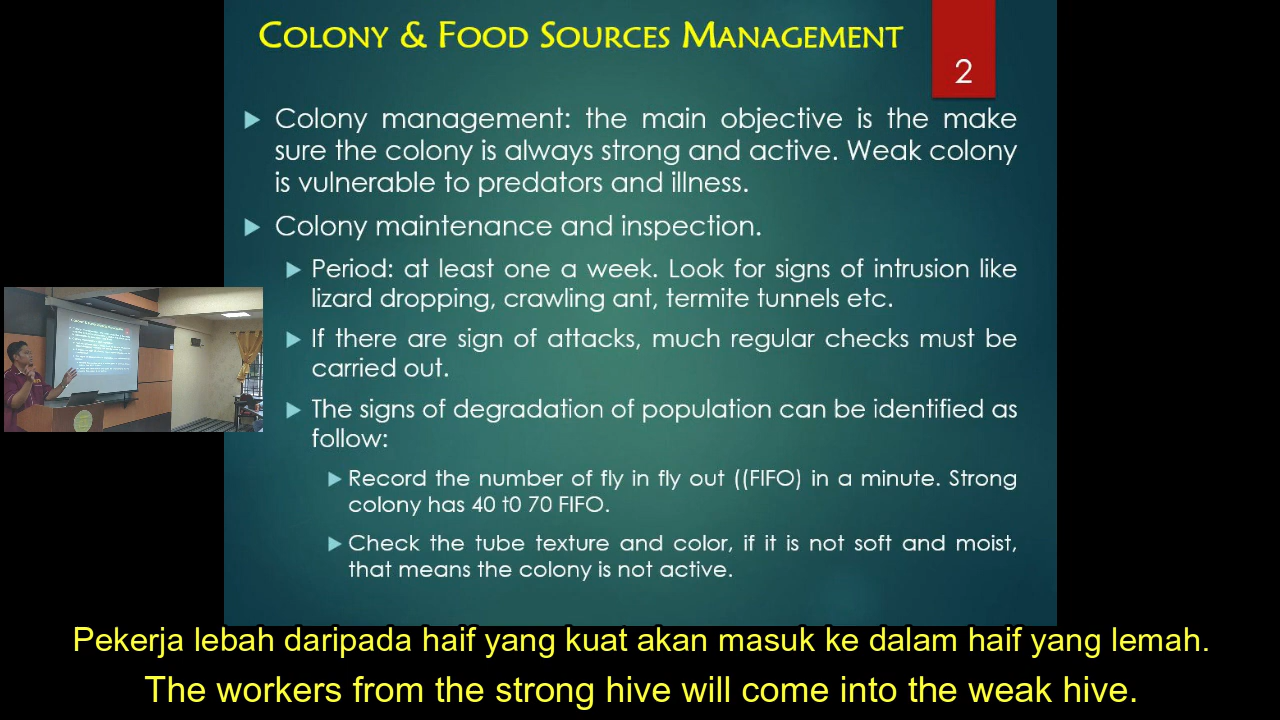 COLONY & FOOD SOURCES MANAGEMENT
2
Colony management: the main objective is the make
sure the colony is always strong and active. Weak colony
is vulnerable to predators and illness.
Colony maintenance and inspection.
Period: at least one a week. Look for signs of intrusion like
lizard dropping, crawling ant, termite tunnels etc.
If there are sign of attacks, much regular checks must be
carried out.
The signs of degradation of population can be identified as
follow:
Record the number of fly in fly out ((FIFO) in a minute. Strong
colony has 40 t0 70 FIFO.
Check the tube texture and color, if it is not soft and moist,
that means the colony is not active.
Pekerja lebah daripada haif yang kuat akan masuk ke dalam haif yang lemah.
The workers from the strong hive will come into the weak hive.